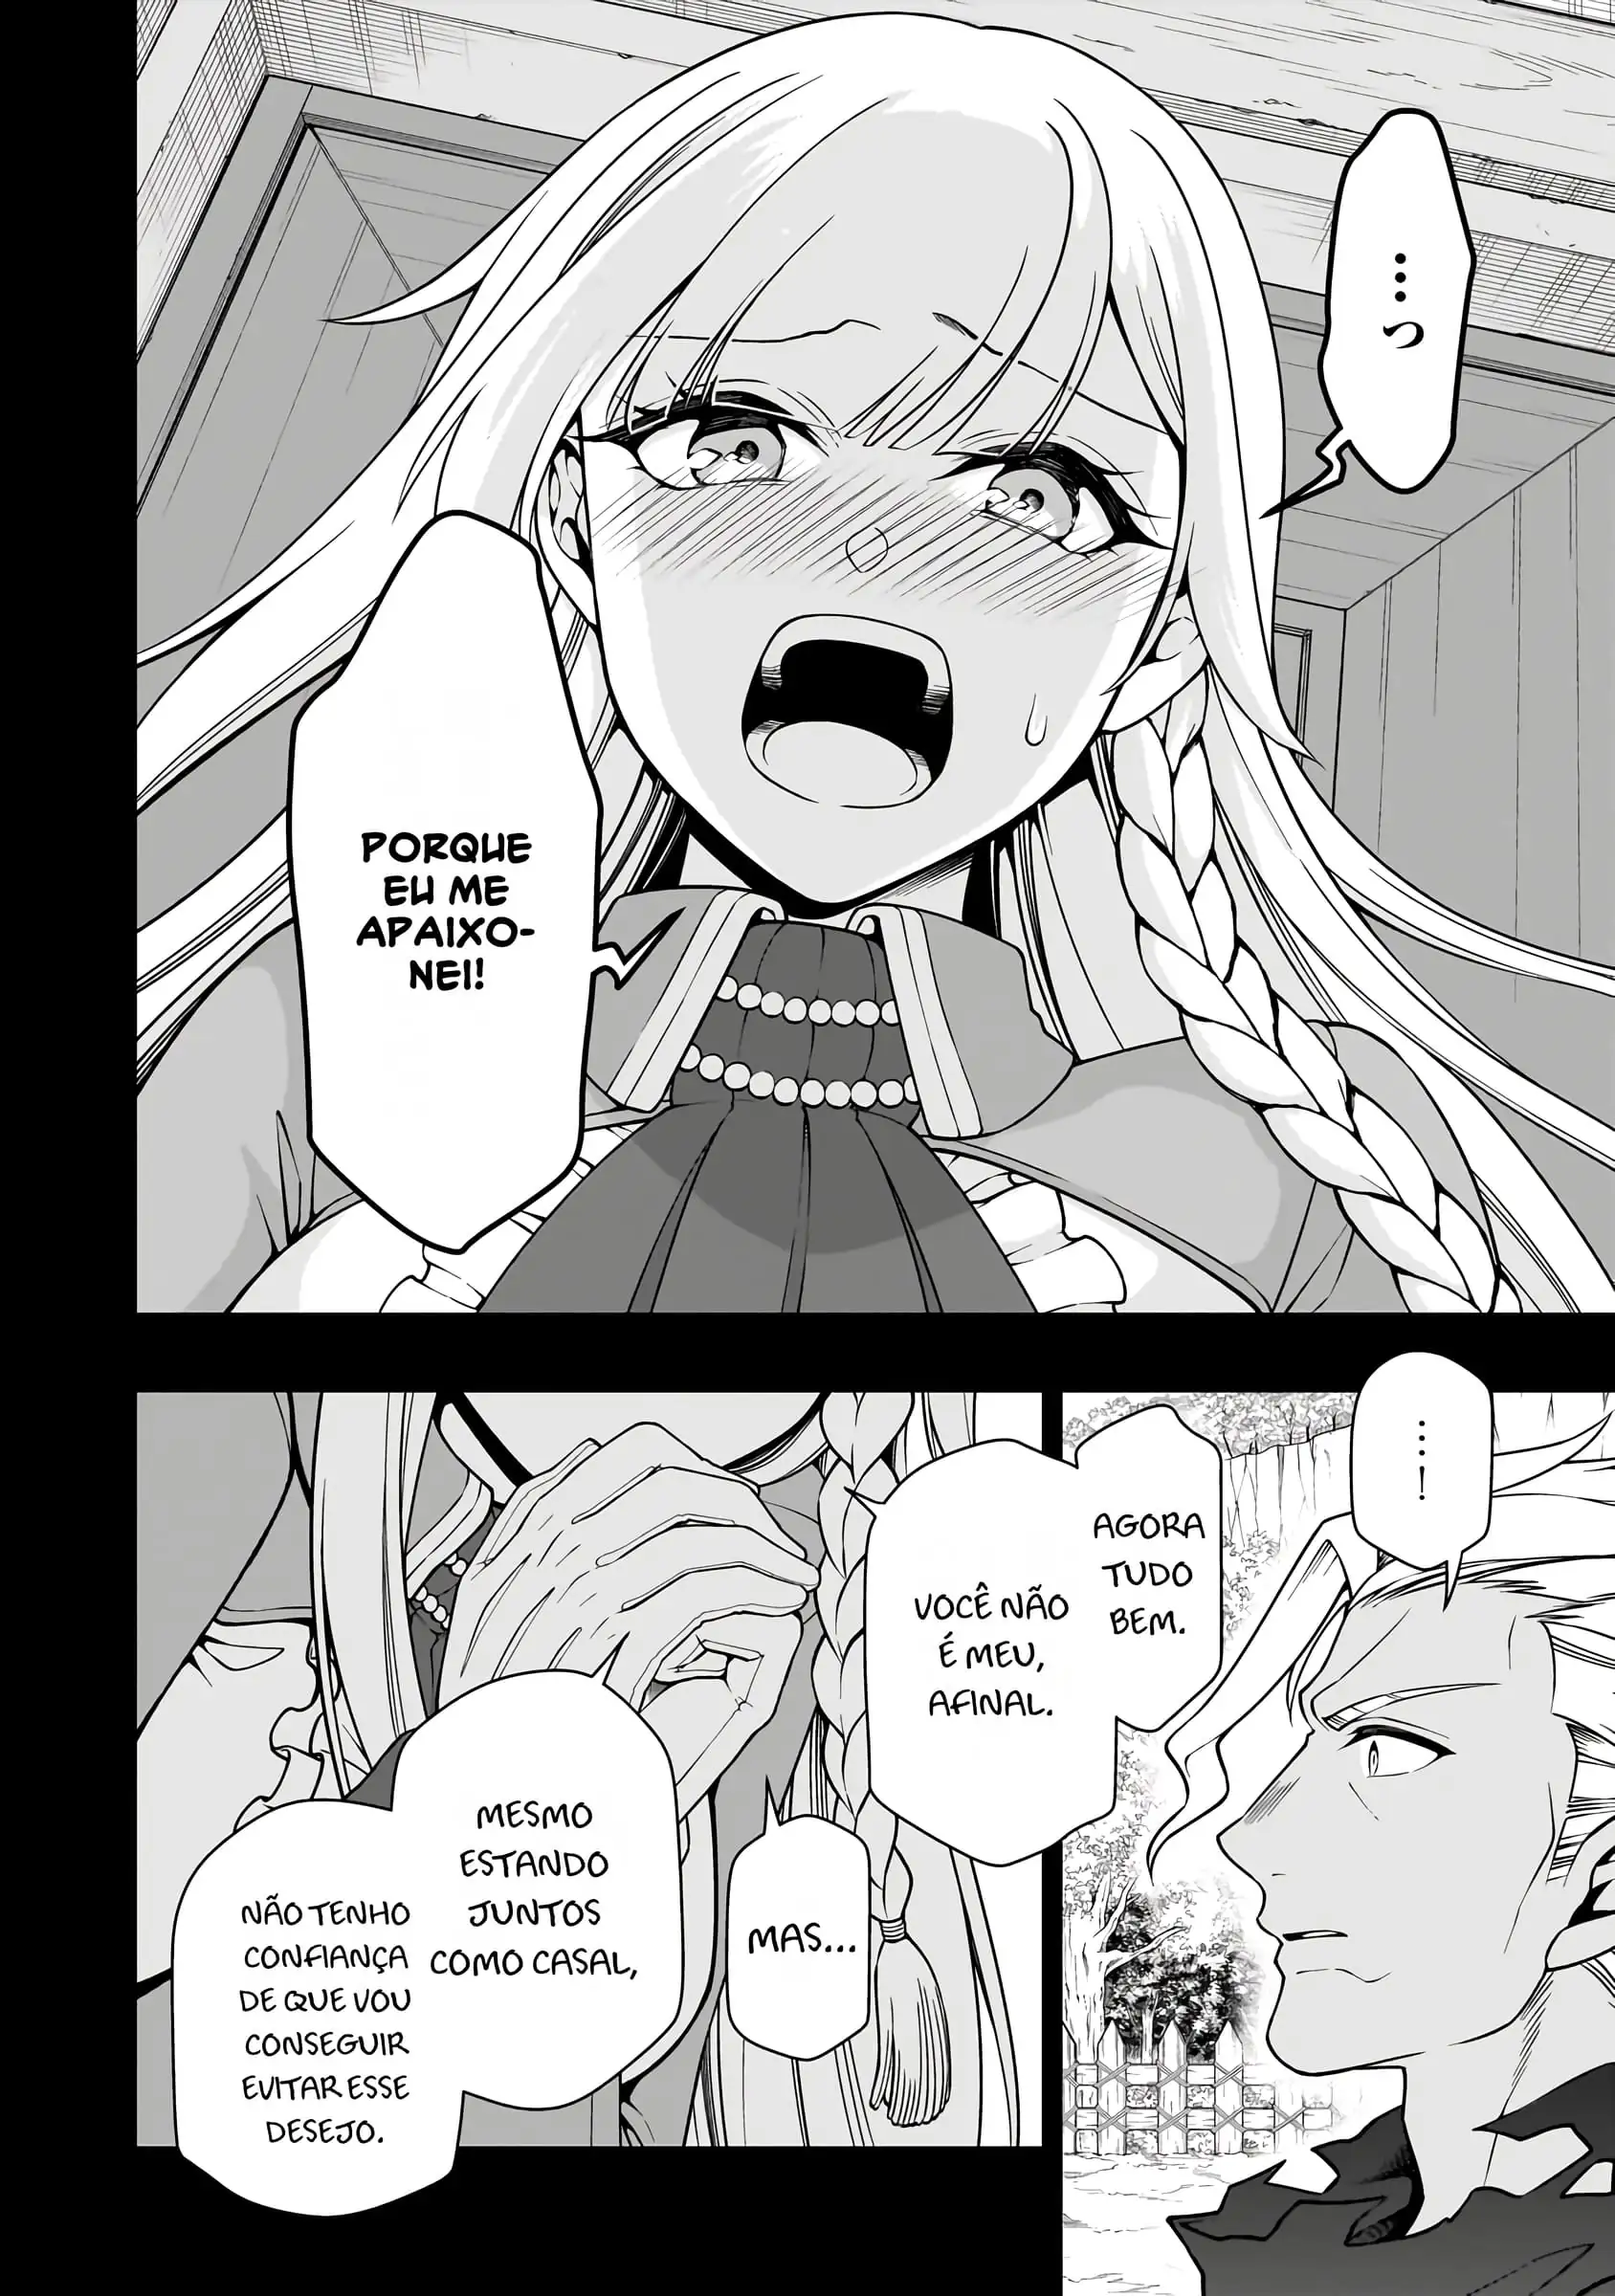 …っ
PORQUE
EU ME
APAIXO-
NEI!
…！
AGORA
TUDO
BEM.
VOCÊ NÃO
É MEU,
AFINAL.
MAS...
MESMO
ESTANDO
JUNTOS
COMO CASAL,
NÃO TENHO
CONFIANÇA
DE QUE VOU
CONSEGUIR
EVITAR ESSE
DESEJO.